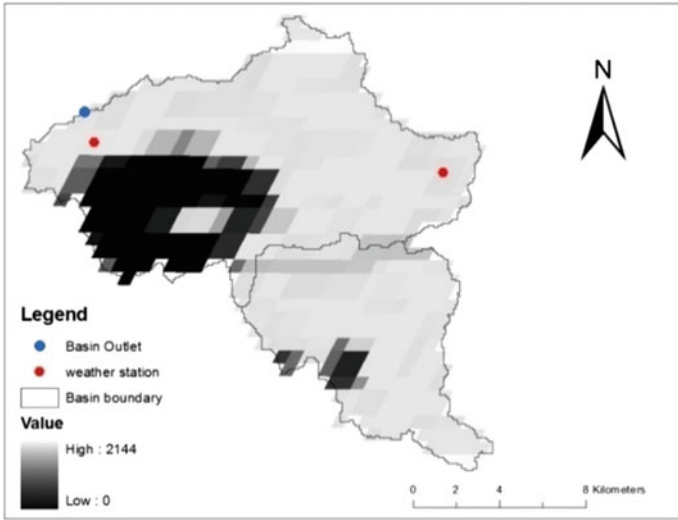 N
Legend
Basin Outlet
weather station
Basin boundary
Value
High : 2144
Low : 0
0 2 4 8 Kilometers